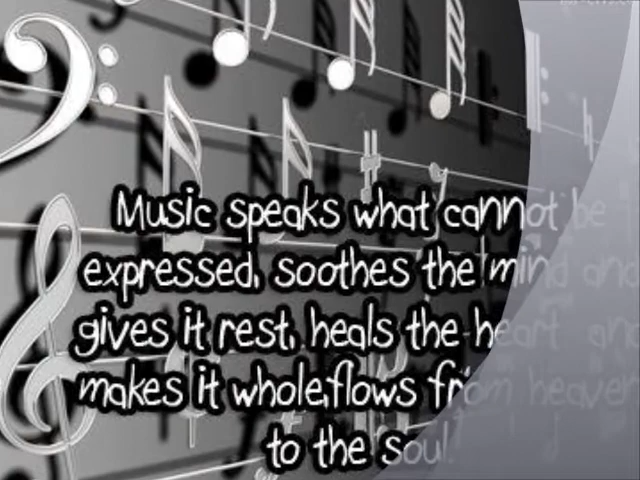 Music speaks what cannot be
expressed, soothes the mind and
gives it rest, heals the heart and
makes it whole,flows from heaven
to the soul.